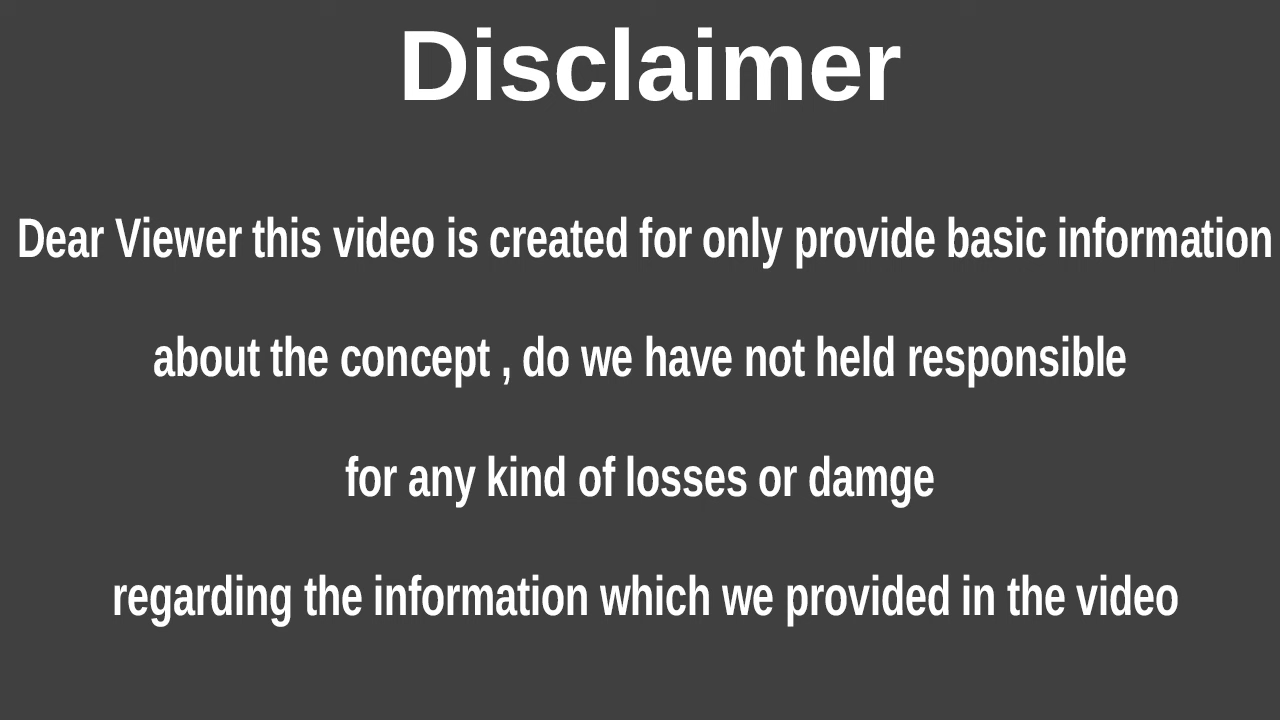 Disclaimer
Dear Viewer this video is created for only provide basic information
about the concept , do we have not held responsible
for any kind of losses or damge
regarding the information which we provided in the video